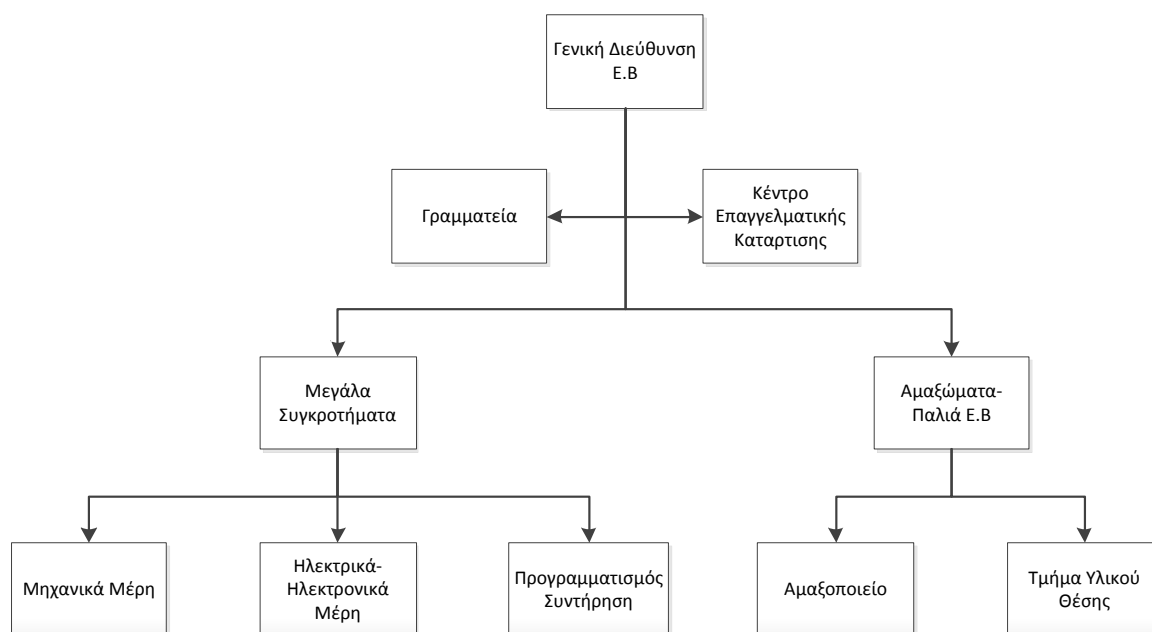 Γενική Διεύθυνση
Ε.Β
Γραμματεία
Κέντρο
Επαγγελματικής
Καταρτισης
Μεγάλα
Συγκροτήματα
Αμαξώματα-
Παλιά Ε.Β
Μηχανικά Μέρη
Ηλεκτρικά-
Ηλεκτρονικά
Μέρη
Προγραμματισμός
Συντήρηση
Αμαξοποιείο
Τμήμα Υλικού
Θέσης